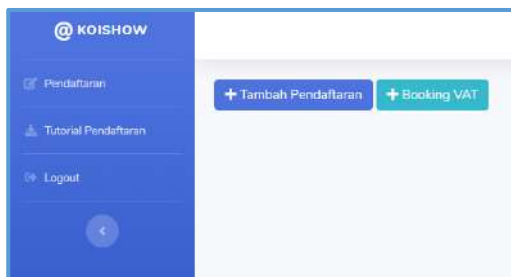 @ KOISHOW
Pendaftaran
Tutorial Pendaftaran
Logout
+ Tambah Pendaftaran
+ Booking VAT